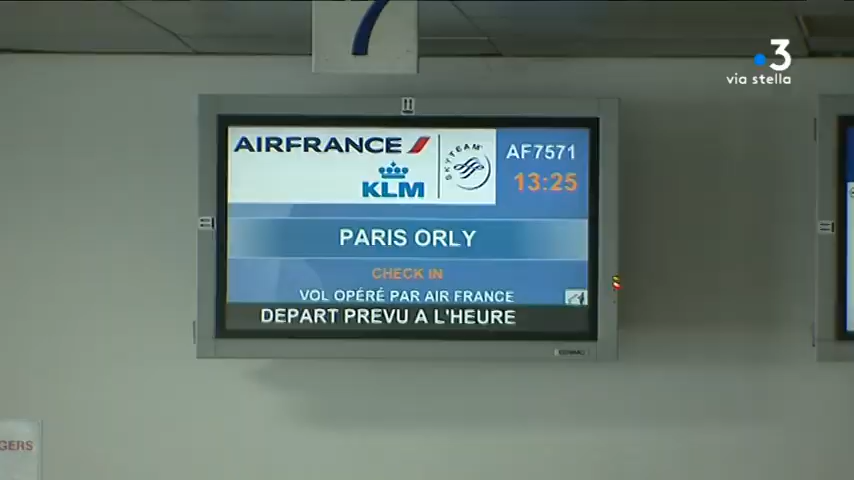 7
3
via stella
AIRFRANCE
KLM
SKYTEAM
AF7571
13:25
PARIS ORLY
CHECK IN
VOL OPÉRÉ PAR AIR FRANCE
DEPART PREVU A L'HEURE
GERS